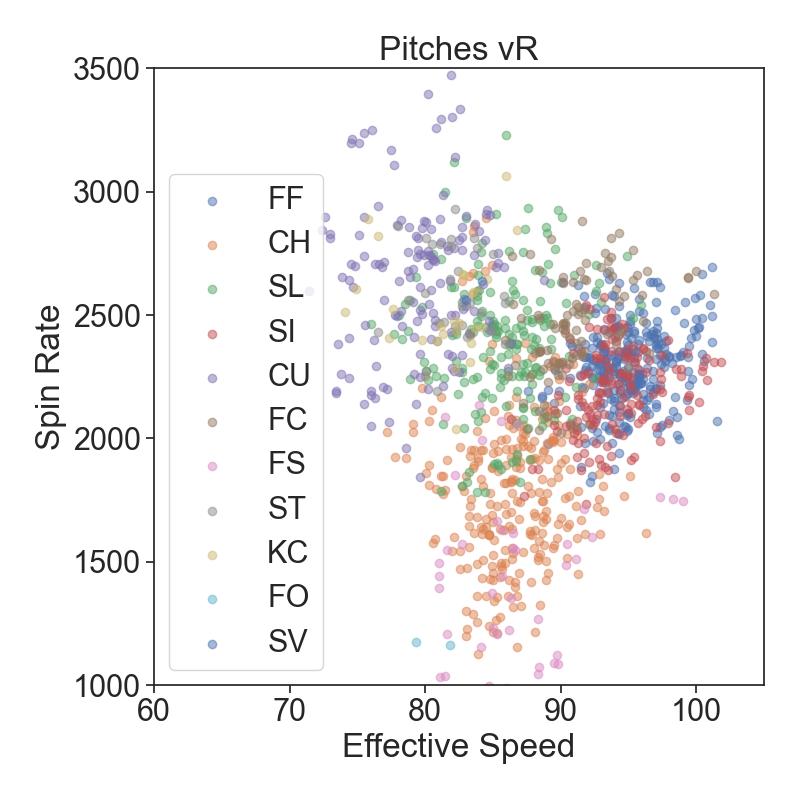 Pitches vR
3500
3000
2500
2000
1500
1000
Spin Rate
FF
CH
SL
SI
CU
FC
FS
ST
KC
FO
SV
60 70 80 90 100
Effective Speed